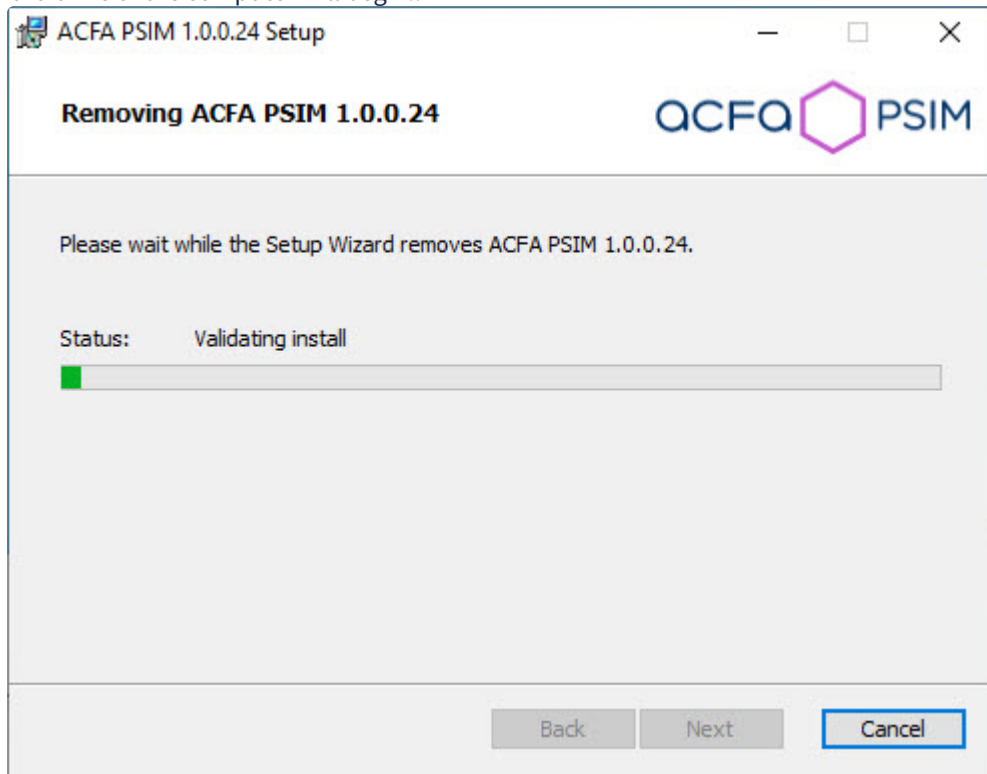 ACFA PSIM 1.0.0.24 Setup
Removing ACFA PSIM 1.0.0.24
acfa PSIM
Please wait while the Setup Wizard removes ACFA PSIM 1.0.0.24.
Status: Validating install
Back Next Cancel